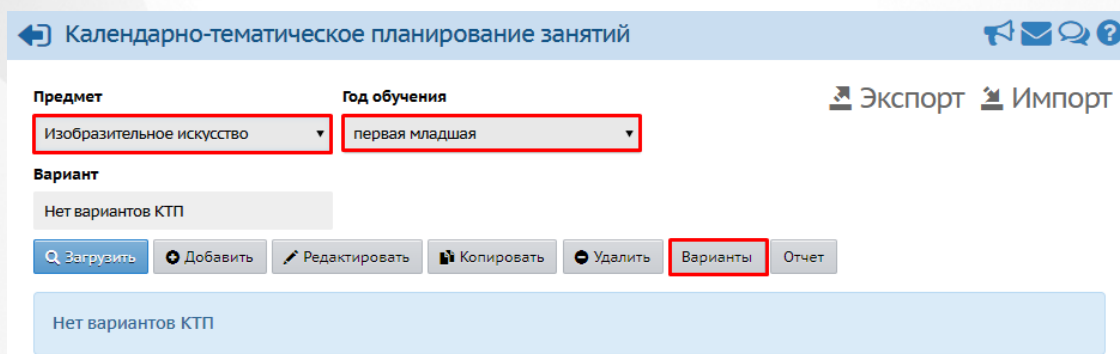 Календарно-тематическое планирование занятий
Предмет Год обучения Экспорт Импорт
Изобразительное искусство первая младшая
Вариант
Нет вариантов КТП
Загрузить Добавить Редактировать Копировать Удалить Варианты Отчет
Нет вариантов КТП